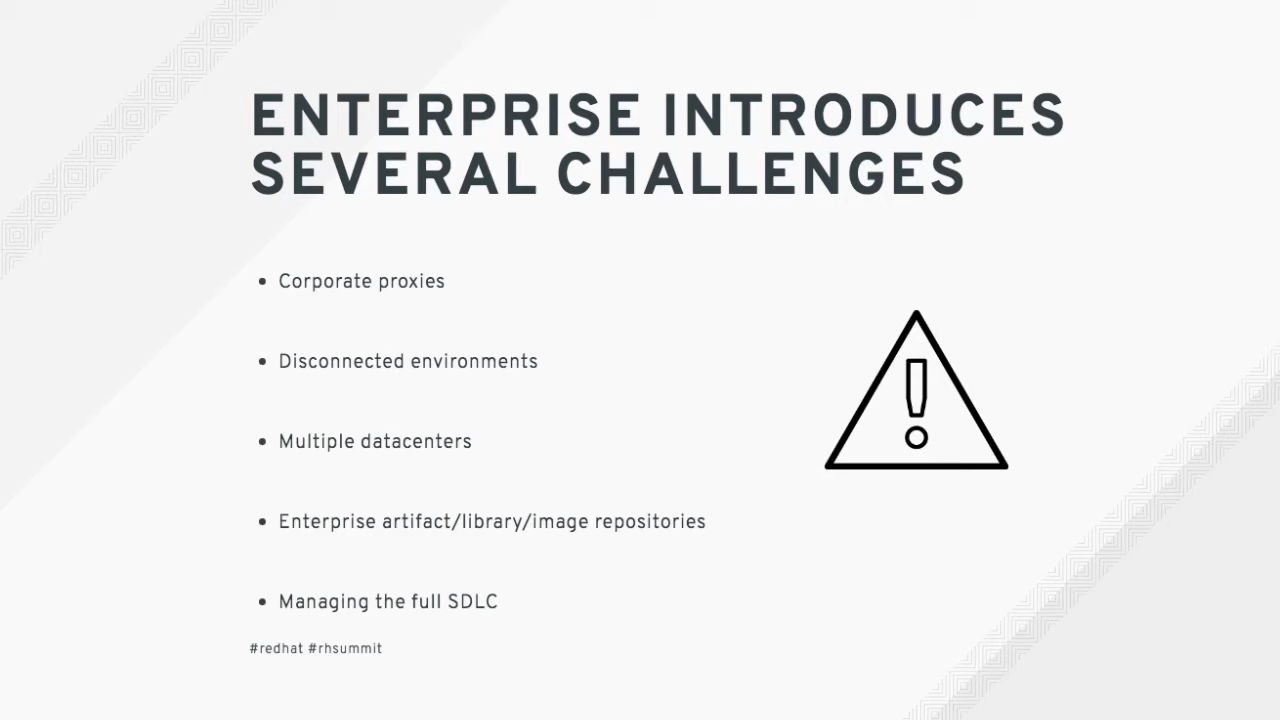 ENTERPRISE INTRODUCES
SEVERAL CHALLENGES
• Corporate proxies
• Disconnected environments
• Multiple datacenters
• Enterprise artifact/library/image repositories
• Managing the full SDLC
#redhat #rhsummit